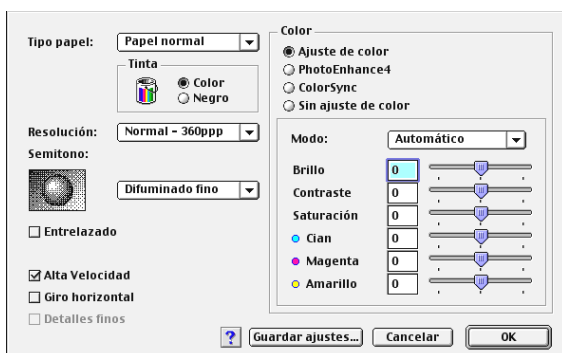 Tipo papel: Papel normal
Tinta
Color
Negro
Resolución: Normal - 360ppp
Semitono:
Difuminado fino
Entrelazado
Alta Velocidad
Giro horizontal
Detalles finos
Color
Ajuste de color
PhotoEnhance4
ColorSync
Sin ajuste de color
Modo: Automático
Brillo 0
Contraste 0
Saturación 0
Cian 0
Magenta 0
Amarillo 0
? Guardar ajustes... Cancelar OK